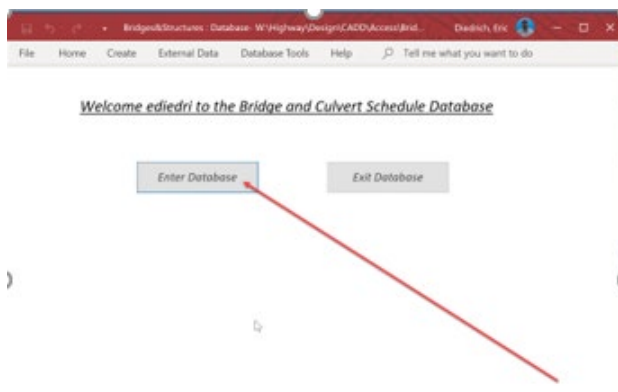 Bridges&Structures : Database- W:\Highway\Design\CADD\Access\Brid... Diedrich, Eric
File Home Create External Data Database Tools Help Tell me what you want to do
Welcome ediedri to the Bridge and Culvert Schedule Database
Enter Database Exit Database